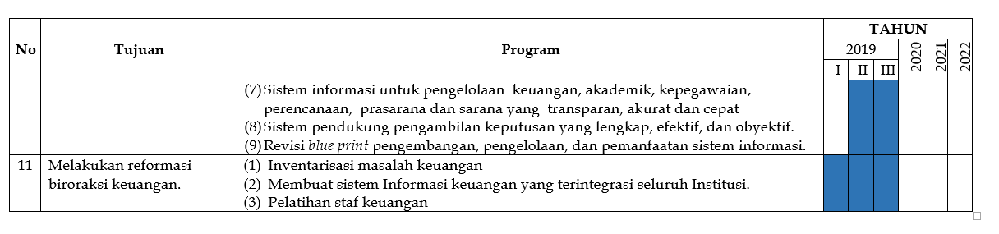 No Tujuan Program TAHUN
2019 2020 2021 2022
I II III
(7) Sistem informasi untuk pengelolaan keuangan, akademik, kepegawaian,
perencanaan, prasarana dan sarana yang transparan, akurat dan cepat
(8) Sistem pendukung pengambilan keputusan yang lengkap, efektif, dan obyektif.
(9) Revisi blue print pengembangan, pengelolaan, dan pemanfaatan sistem informasi.
11 Melakukan reformasi (1) Inventarisasi masalah keuangan
biroraksi keuangan. (2) Membuat sistem Informasi keuangan yang terintegrasi seluruh Institusi.
(3) Pelatihan staf keuangan